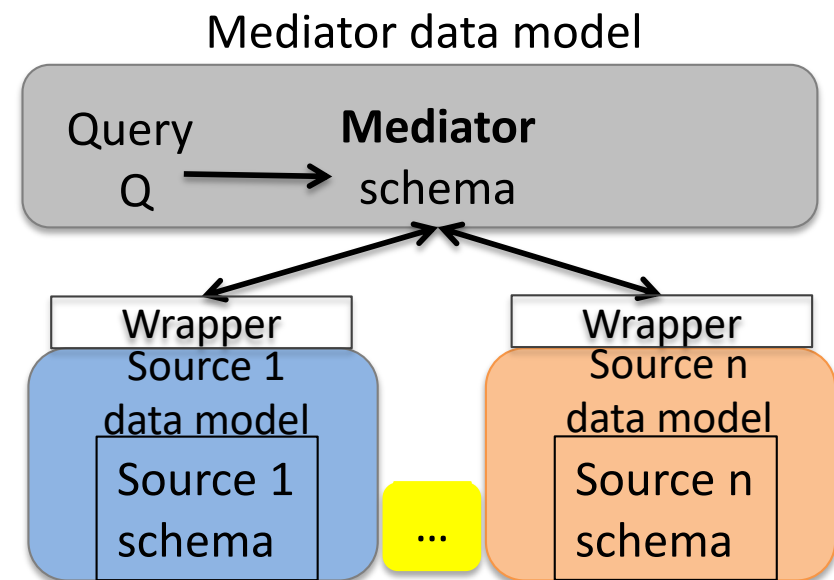 Mediator data model
Query
Q
Mediator
schema
Wrapper
Source 1
data model
Source 1
schema
...
Wrapper
Source n
data model
Source n
schema